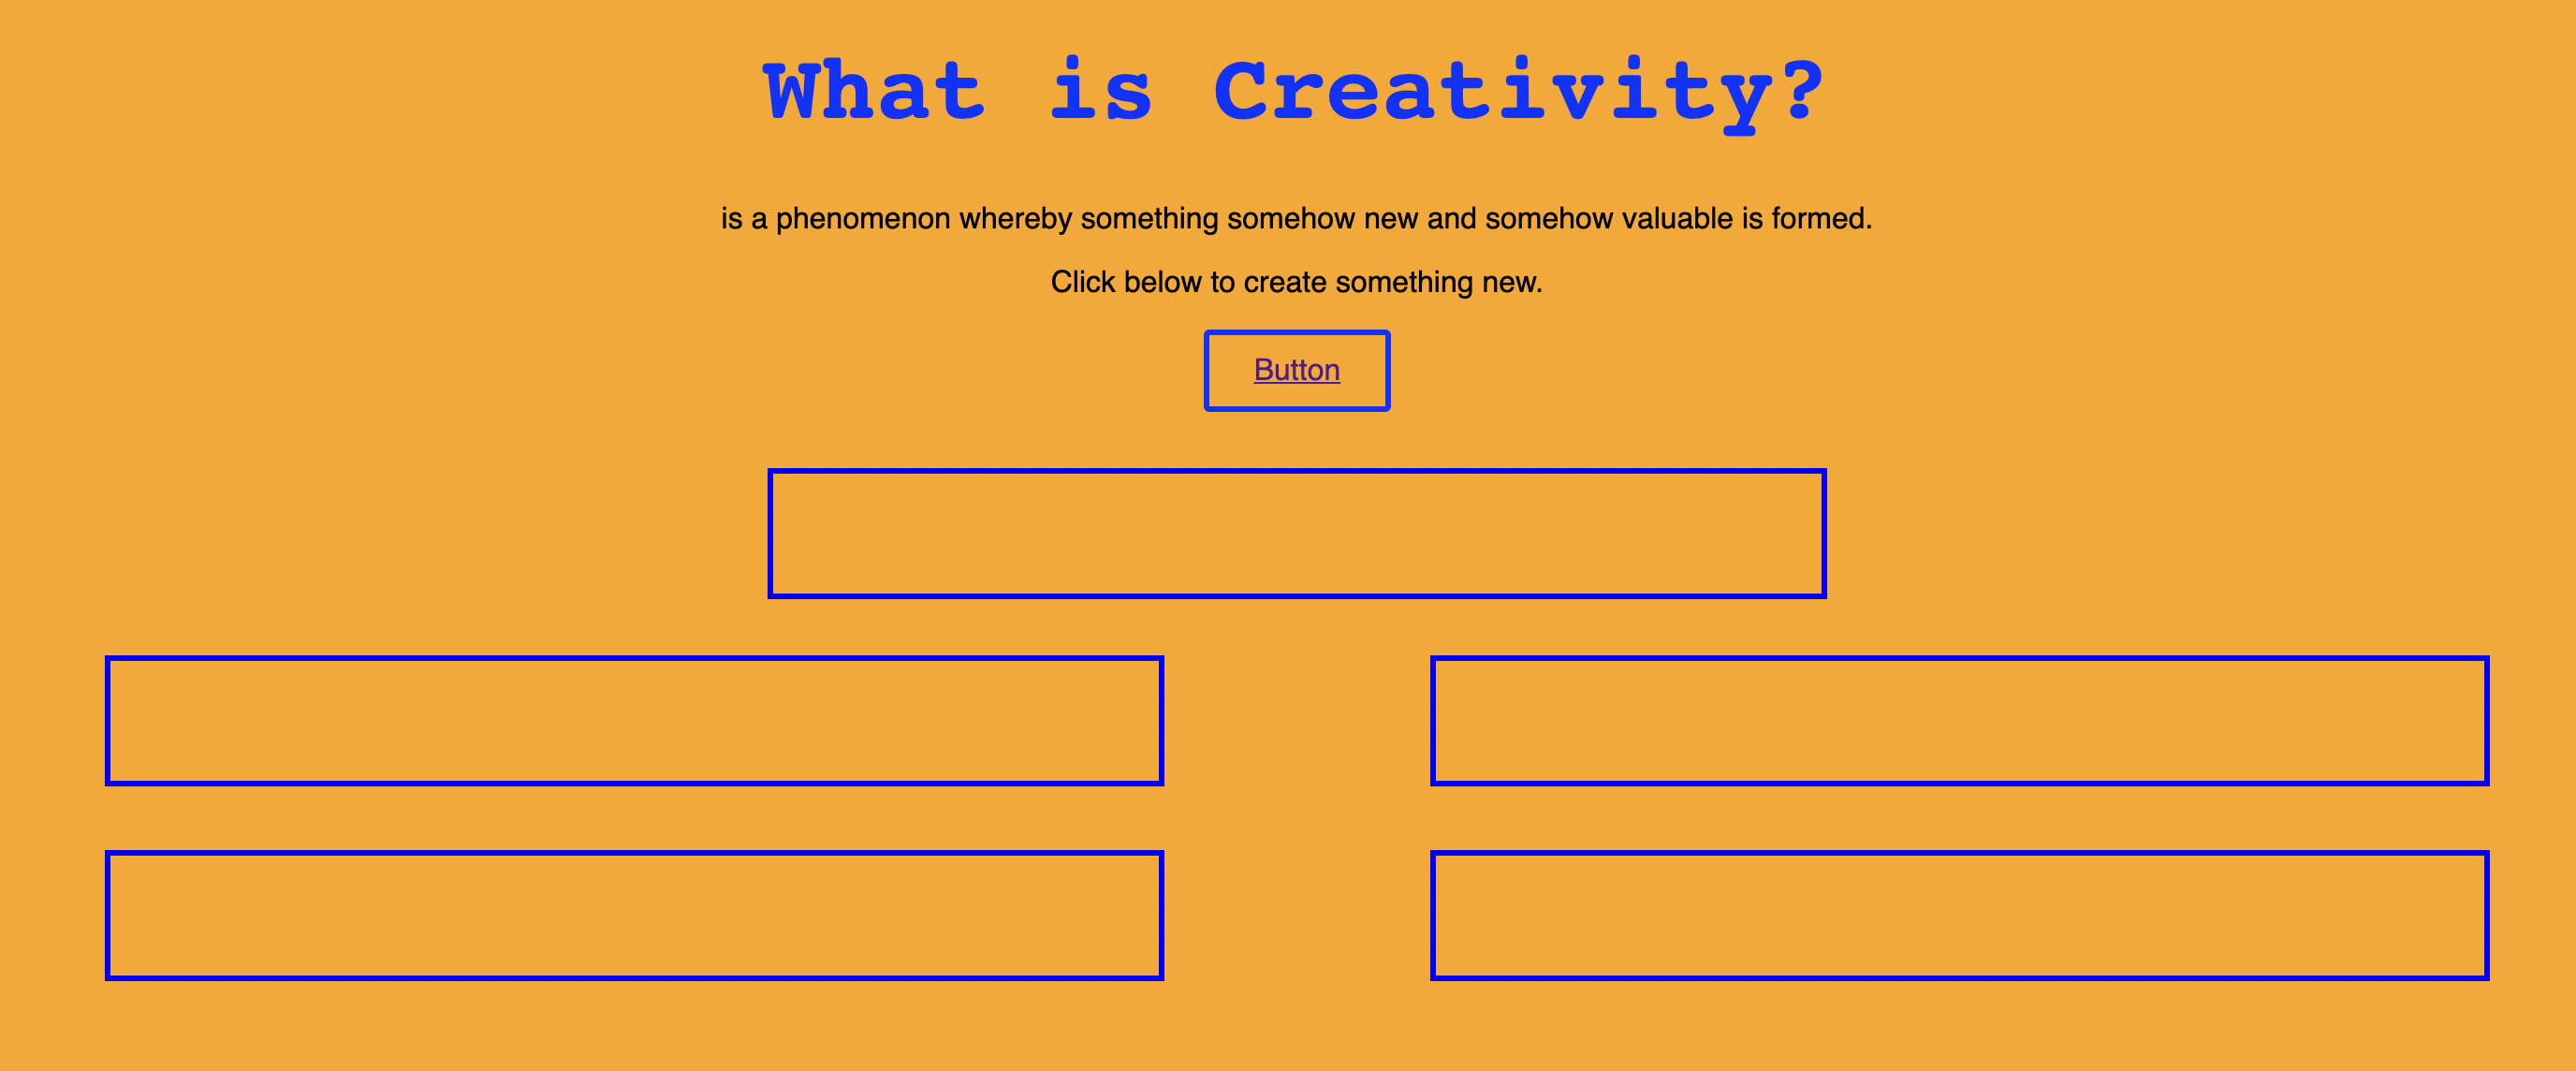 What is Creativity?
is a phenomenon whereby something somehow new and somehow valuable is formed.
Click below to create something new.
Button